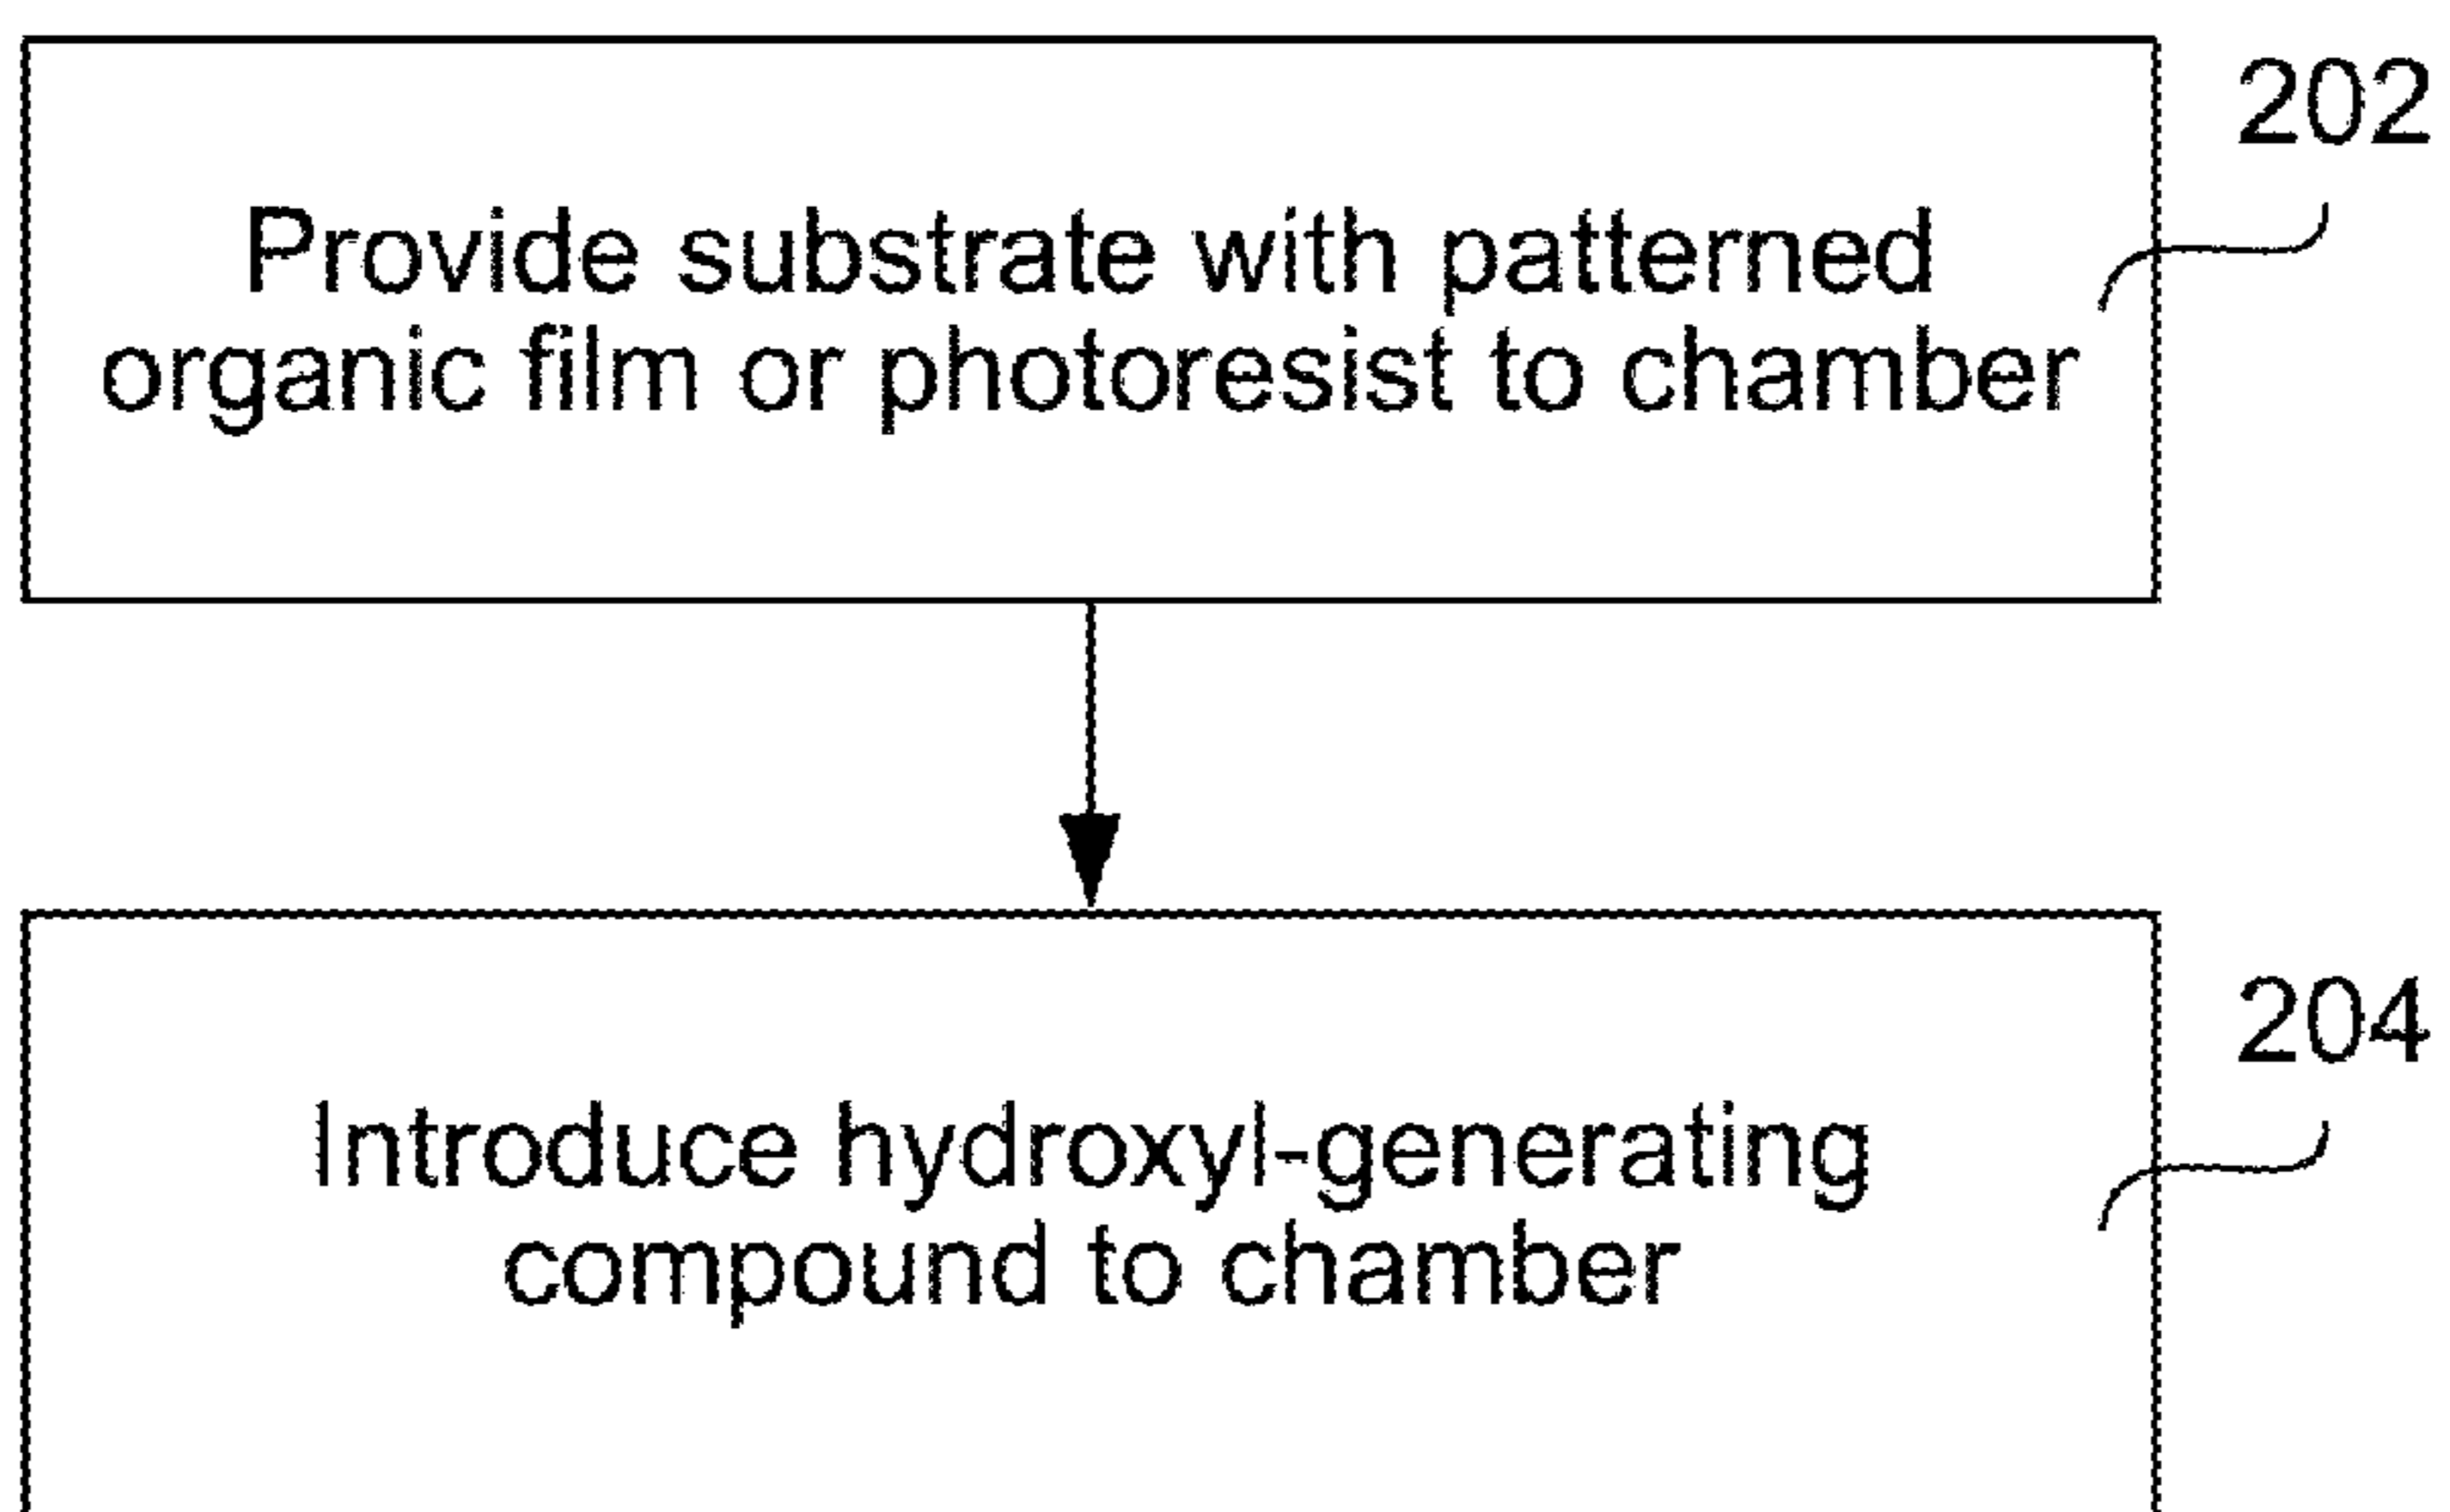 202
Provide substrate with patterned
organic film or photoresist to chamber
204
Introduce hydroxyl-generating
compound to chamber